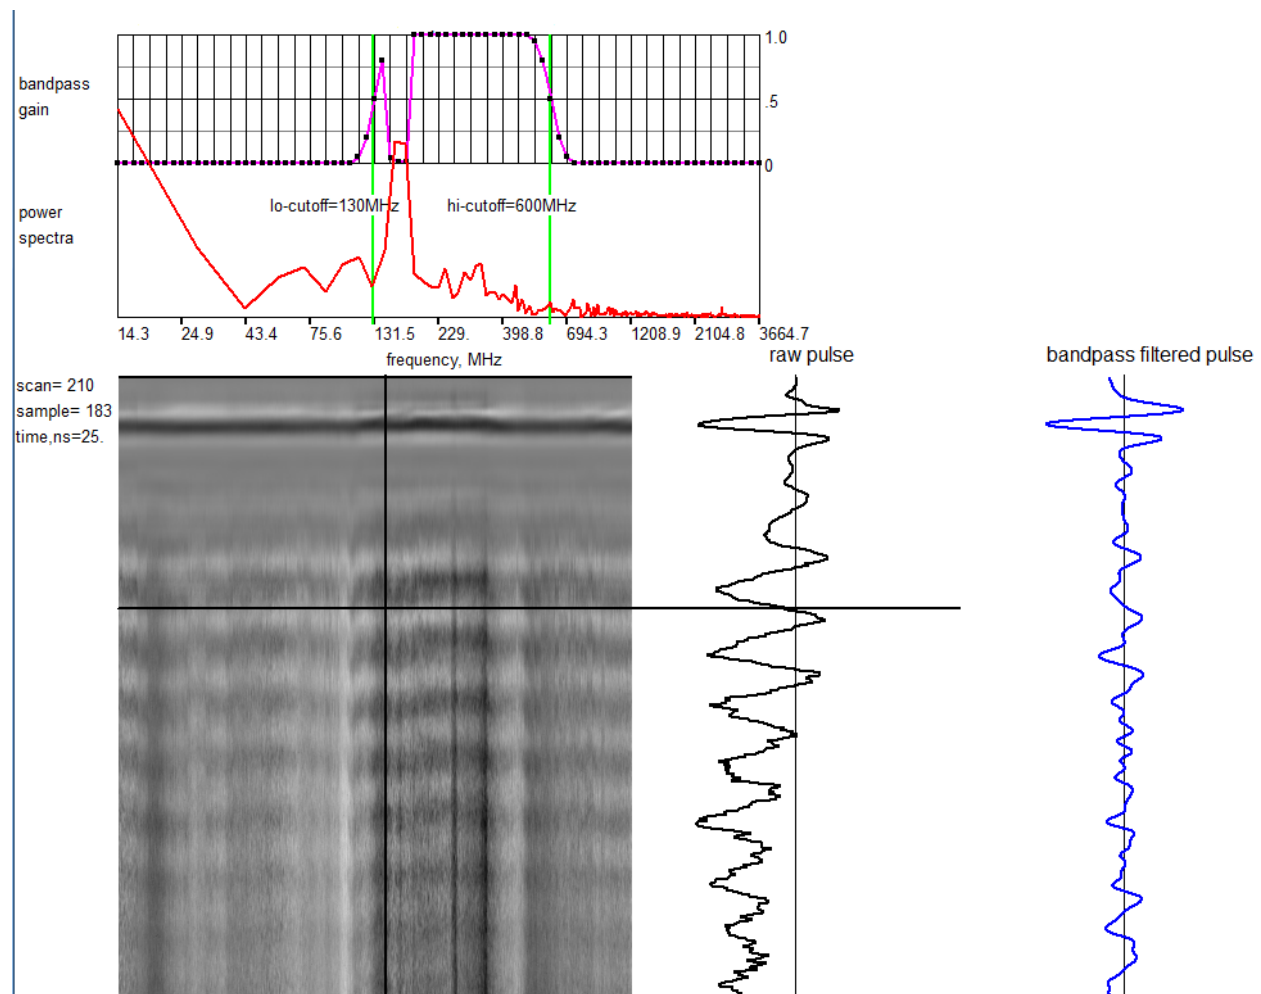 1.0
bandpass
gain
.5
0
lo-cutoff=130MHz hi-cutoff=600MHz
power
spectra
14.3 24.9 43.4 75.6 131.5 229. 398.8 694.3 1208.9 2104.8 3664.7
frequency, MHz
raw pulse
bandpass filtered pulse
scan= 210
sample= 183
time,ns=25.